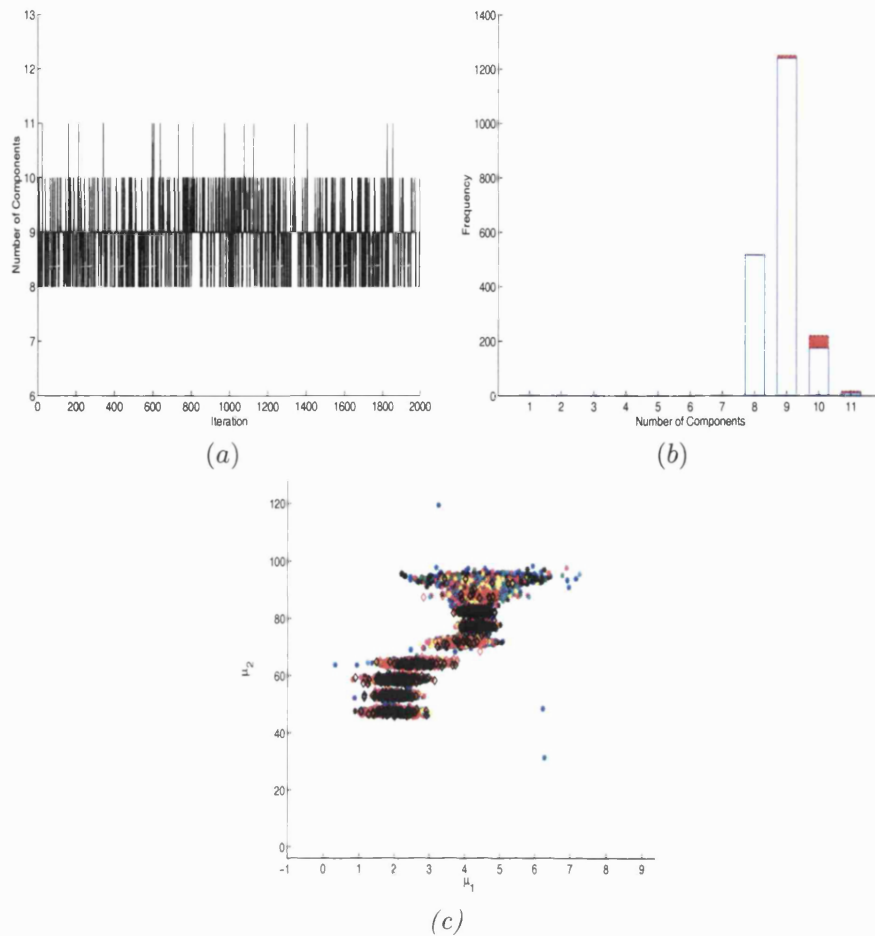 13
12
11
10
9
8
7
6
Number of Components
0 200 400 600 800 1000 1200 1400 1600 1800 2000
Iteration
(a)
1400
1200
1000
800
600
400
200
0
Frequency
1 2 3 4 5 6 7 8 9 10 11
Number of Components
(b)
120
100
80
60
40
20
0
μ2
-1 0 1 2 3 4 5 6 7 8 9
μ1
(c)